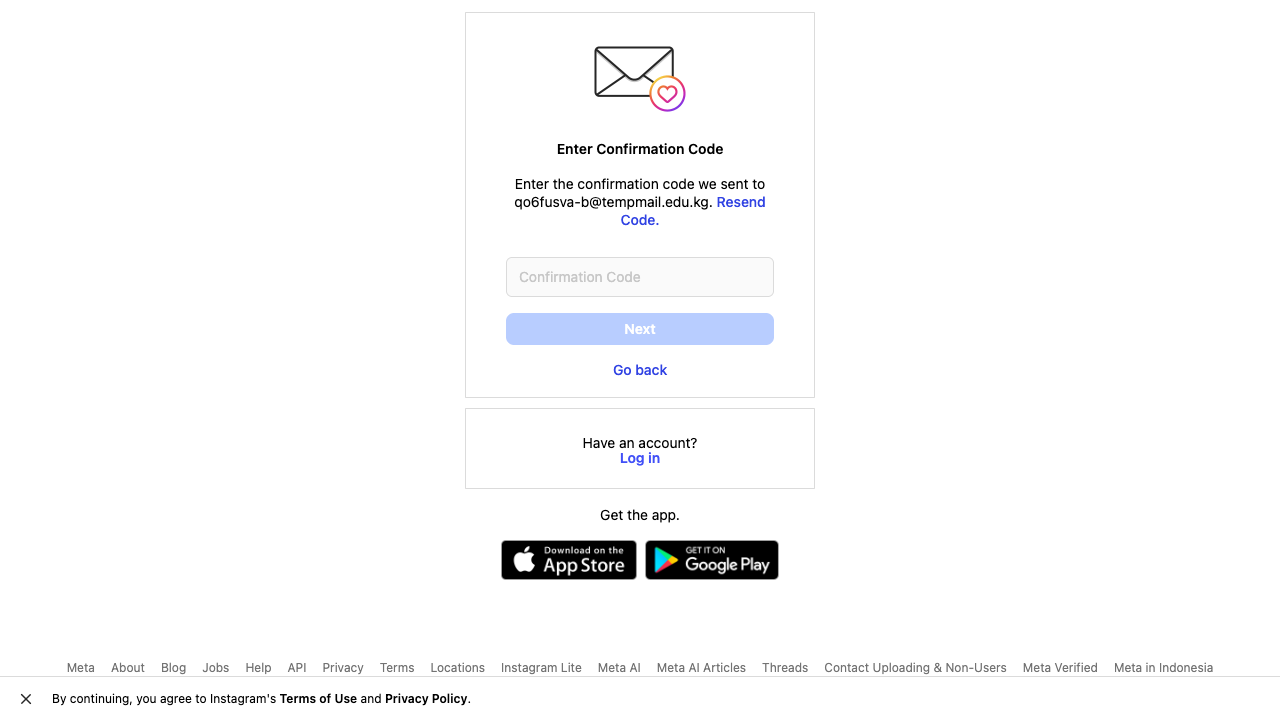 Enter Confirmation Code
Enter the confirmation code we sent to
qo6fusva-b@tempmail.edu.kg. Resend
Code.
Confirmation Code
Next
Go back
Have an account?
Log in
Get the app.
Download on the
App Store
GET IT ON
Google Play
Meta About Blog Jobs Help API Privacy Terms Locations Instagram Lite Meta AI Meta AI Articles Threads Contact Uploading & Non-Users Meta Verified Meta in Indonesia
By continuing, you agree to Instagram's Terms of Use and Privacy Policy.